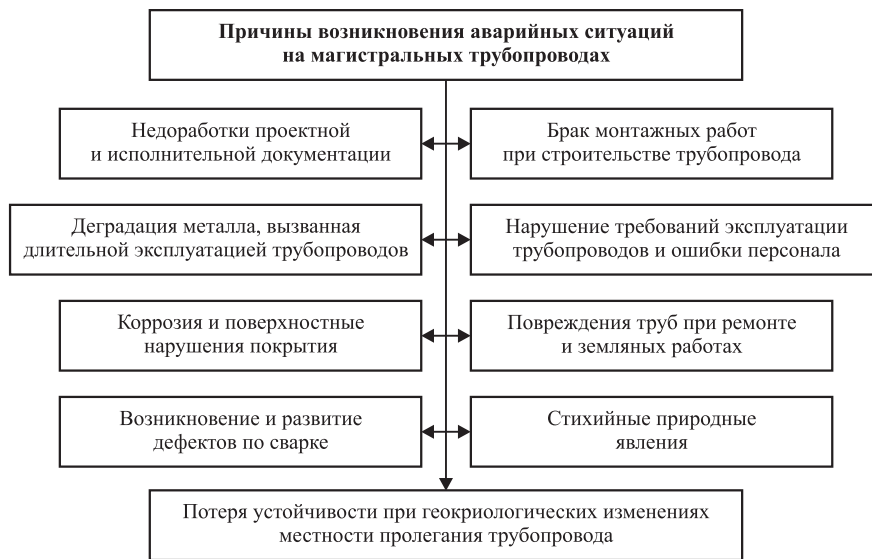 Причины возникновения аварийных ситуаций
на магистральных трубопроводах
Недоработки проектной
и исполнительной документации
Брак монтажных работ
при строительстве трубопровода
Деградация металла, вызванная
длительной эксплуатацией трубопроводов
Нарушение требований эксплуатации
трубопроводов и ошибки персонала
Коррозия и поверхностные
нарушения покрытия
Повреждения труб при ремонте
и земляных работах
Возникновение и развитие
дефектов по сварке
Стихийные природные
явления
Потеря устойчивости при геокриологических изменениях
местности пролегания трубопровода